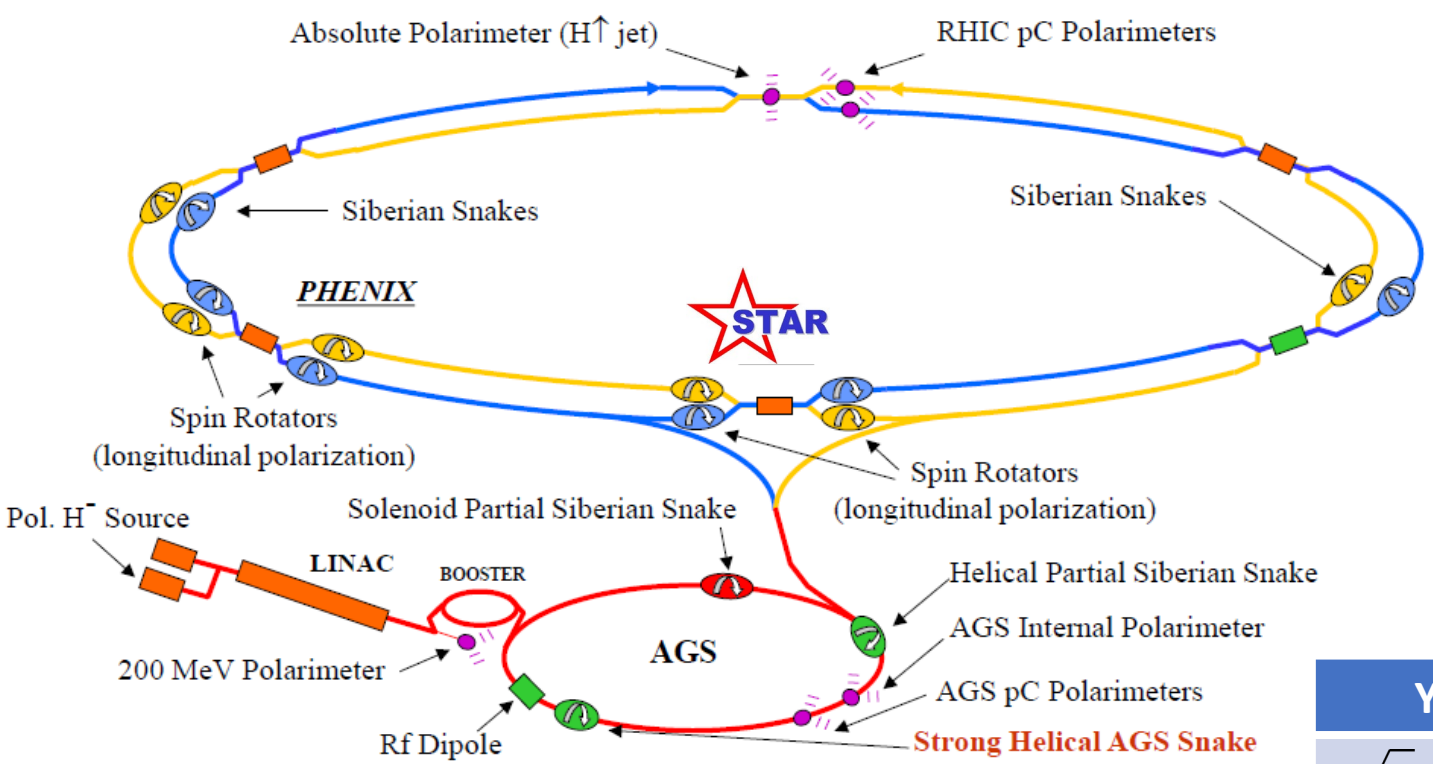 Absolute Polarimeter (H↑ jet)
RHIC pC Polarimeters
Siberian Snakes
Siberian Snakes
PHENIX
STAR
Spin Rotators
(longitudinal polarization)
Spin Rotators
(longitudinal polarization)
Solenoid Partial Siberian Snake
Pol. H⁻ Source
LINAC
BOOSTER
Helical Partial Siberian Snake
AGS Internal Polarimeter
AGS
200 MeV Polarimeter
AGS pC Polarimeters
Rf Dipole
Strong Helical AGS Snake
Y